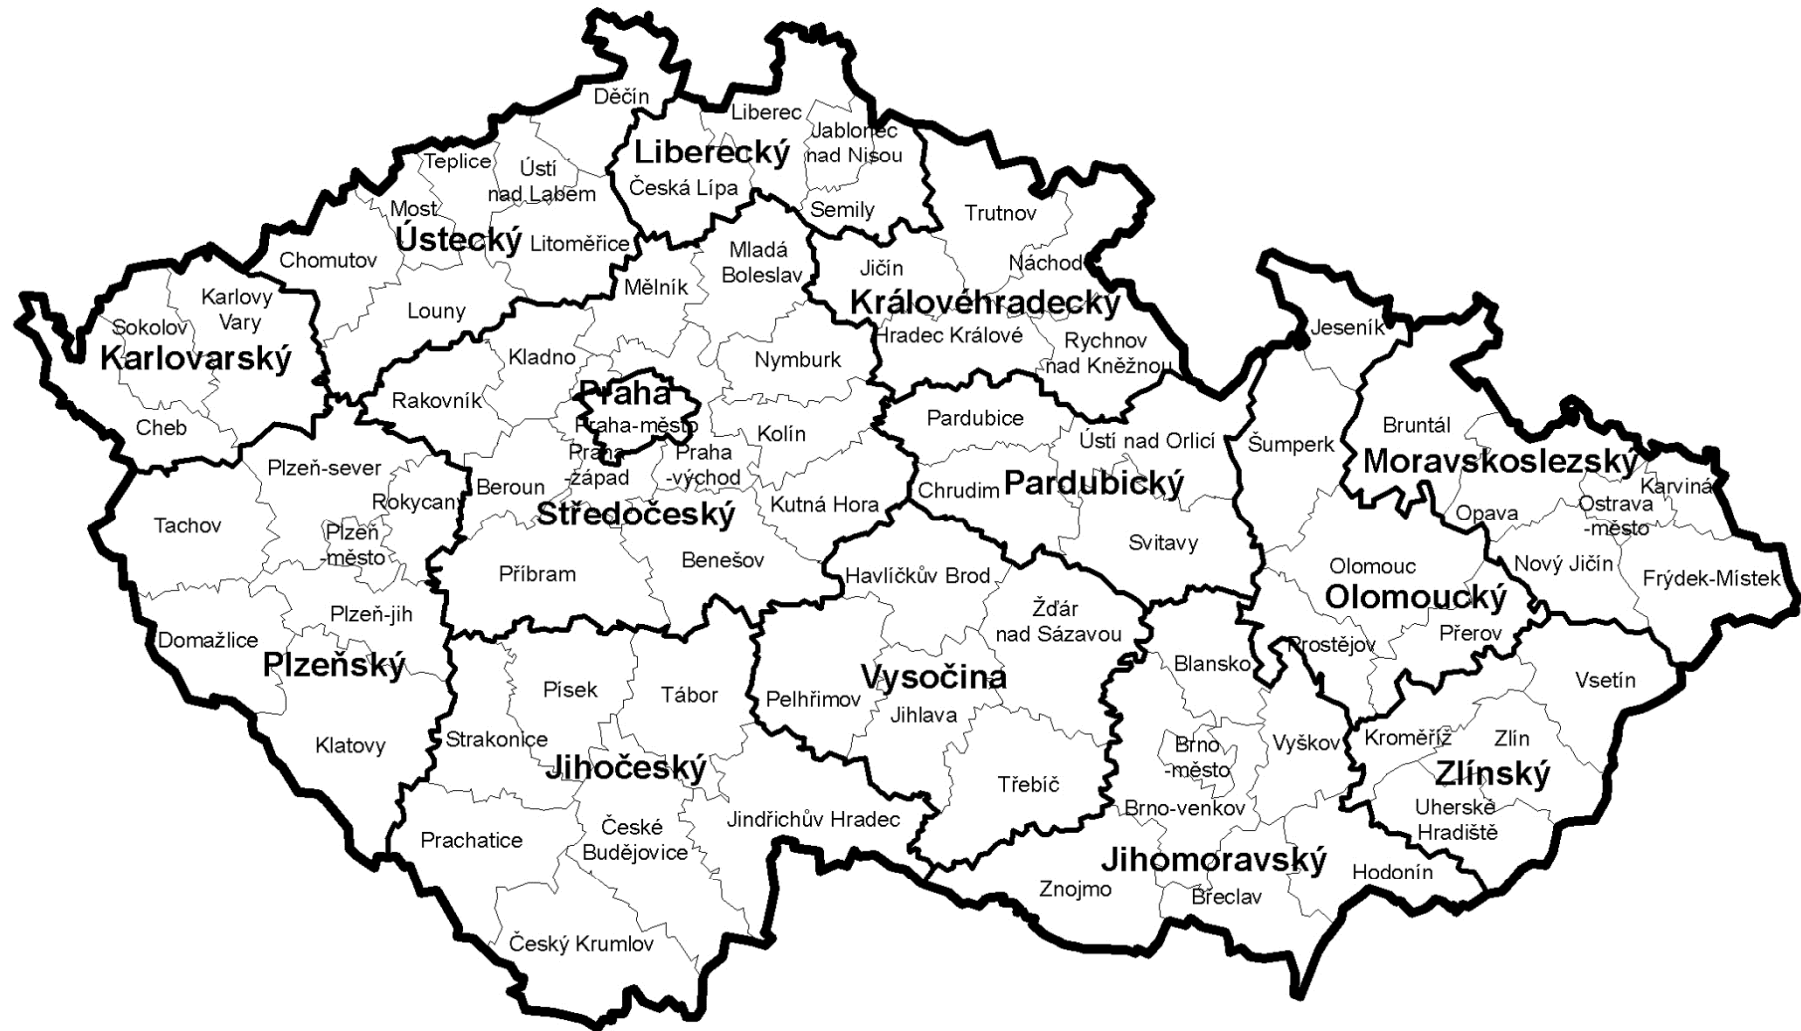 Děčín
Liberec
Jablonec
nad Nisou
Liberecký
Teplice
Ústí
nad Labem
Česká Lípa
Most
Semily
Trutnov
Ústecký
Litoměřice
Chomutov
Mladá
Boleslav
Jičín
Náchod
Mělník
Karlovy
Vary
Královéhradecký
Louny
Sokolov
Jeseník
Hradec Králové
Rychnov
nad Kněžnou
Karlovarský
Kladno
Nymburk
Praha
Rakovník
Pardubice
Cheb
Praha-město
Kolín
Bruntál
Ústí nad Orlicí
Šumperk
Plzeň-sever
Praha
-západ
Praha
-východ
Moravskoslezský
Beroun
Pardubický
Chrudim
Karviná
Rokycany
Kutná Hora
Středočeský
Opava
Ostrava
-město
Tachov
Plzeň
-město
Svitavy
Benešov
Příbram
Havlíčkův Brod
Olomouc
Nový Jičín
Frýdek-Místek
Olomoucký
Plzeň-jih
Žďár
nad Sázavou
Domažlice
Přerov
Prostějov
Plzeňský
Blansko
Vysočina
Vsetín
Písek
Tábor
Pelhřimov
Jihlava
Klatovy
Strakonice
Kroměříž
Zlín
Vyškov
Brno
-město
Jihočeský
Zlínský
Třebíč
Brno-venkov
Uherské
Hradiště
Jindřichův Hradec
České
Budějovice
Prachatice
Jihomoravský
Hodonín
Znojmo
Břeclav
Český Krumlov